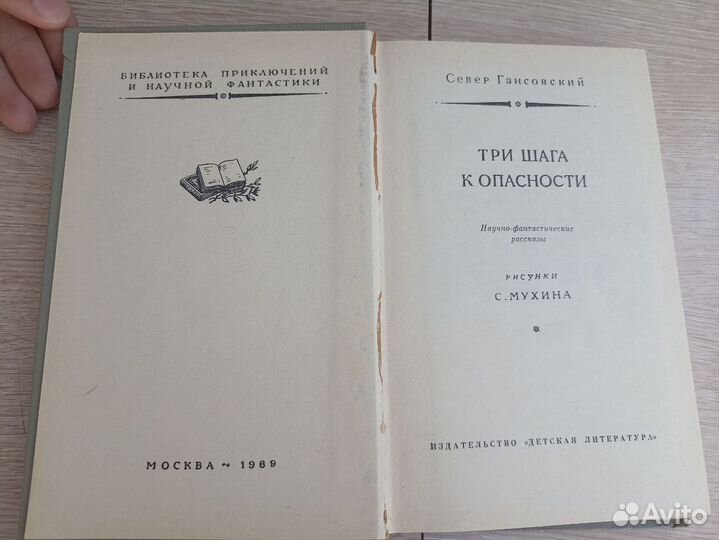 БИБЛИОТЕКА ПРИКЛЮЧЕНИЙ
И НАУЧНОЙ ФАНТАСТИКИ
МОСКВА ~ 1969
Север Гансовский
ТРИ ШАГА
К ОПАСНОСТИ
Научно-фантастические
рассказы
РИСУНКИ
С. МУХИНА
ИЗДАТЕЛЬСТВО «ДЕТСКАЯ ЛИТЕРАТУРА»
Avito